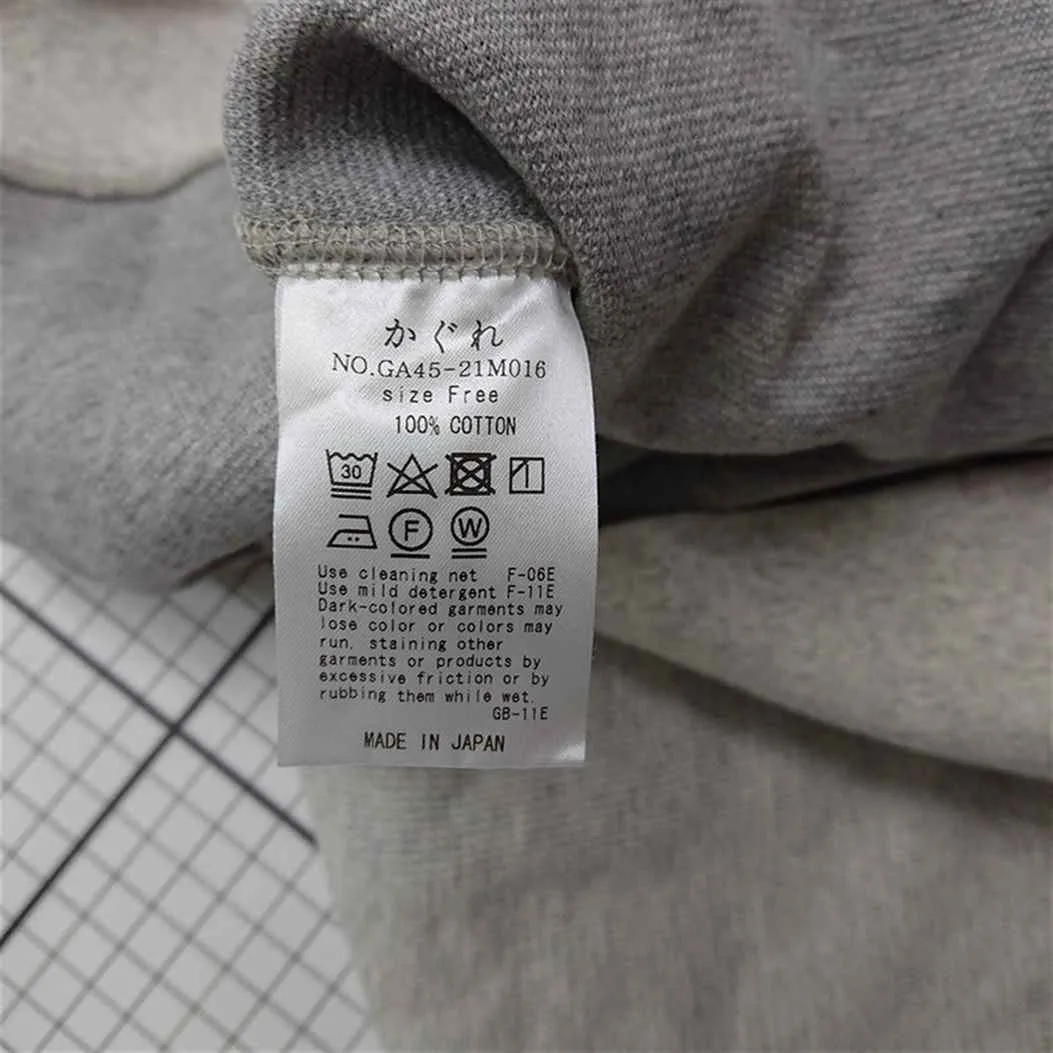 かぐれ
NO.GA45-21M016
size Free
100% COTTON
30
F W
Use cleaning net F-06E
Use mild detergent F-11E
Dark-colored garments may
lose color or colors may
run, staining other
garments or products by
excessive friction or by
rubbing them while wet.
GB-11E
MADE IN JAPAN